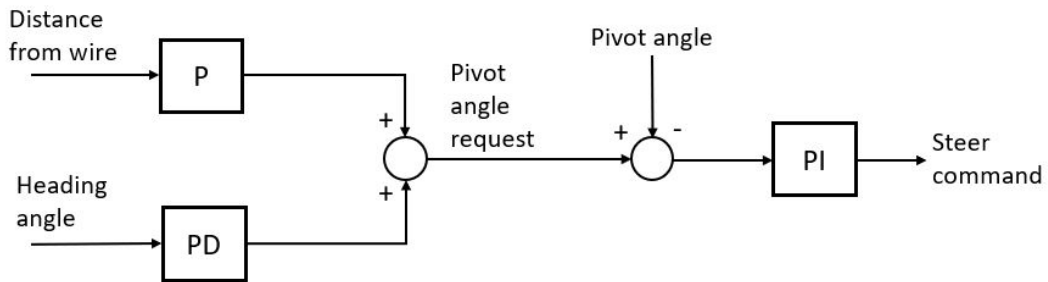 Distance
from wire
P
+
Heading
angle
PD
+
Pivot
angle
request
Pivot angle
+
-
PI
Steer
command